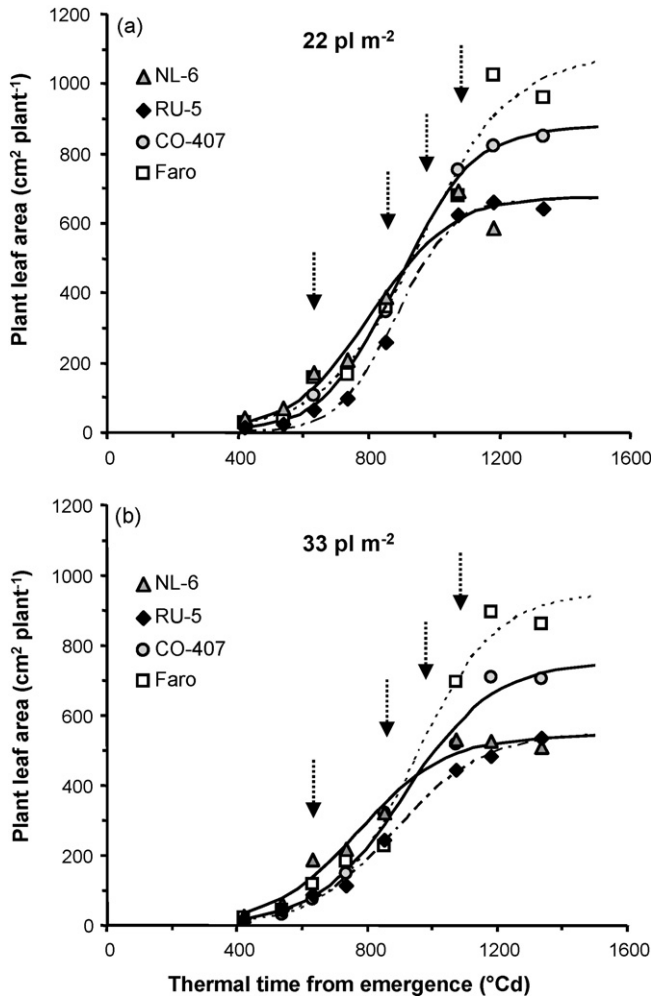 (a)
22 pl m-2
NL-6
RU-5
CO-407
Faro
Plant leaf area (cm2 plant-1)
1200
1000
800
600
400
200
0
0 400 800 1200 1600
(b)
33 pl m-2
NL-6
RU-5
CO-407
Faro
Plant leaf area (cm2 plant-1)
1200
1000
800
600
400
200
0
0 400 800 1200 1600
Thermal time from emergence (°Cd)